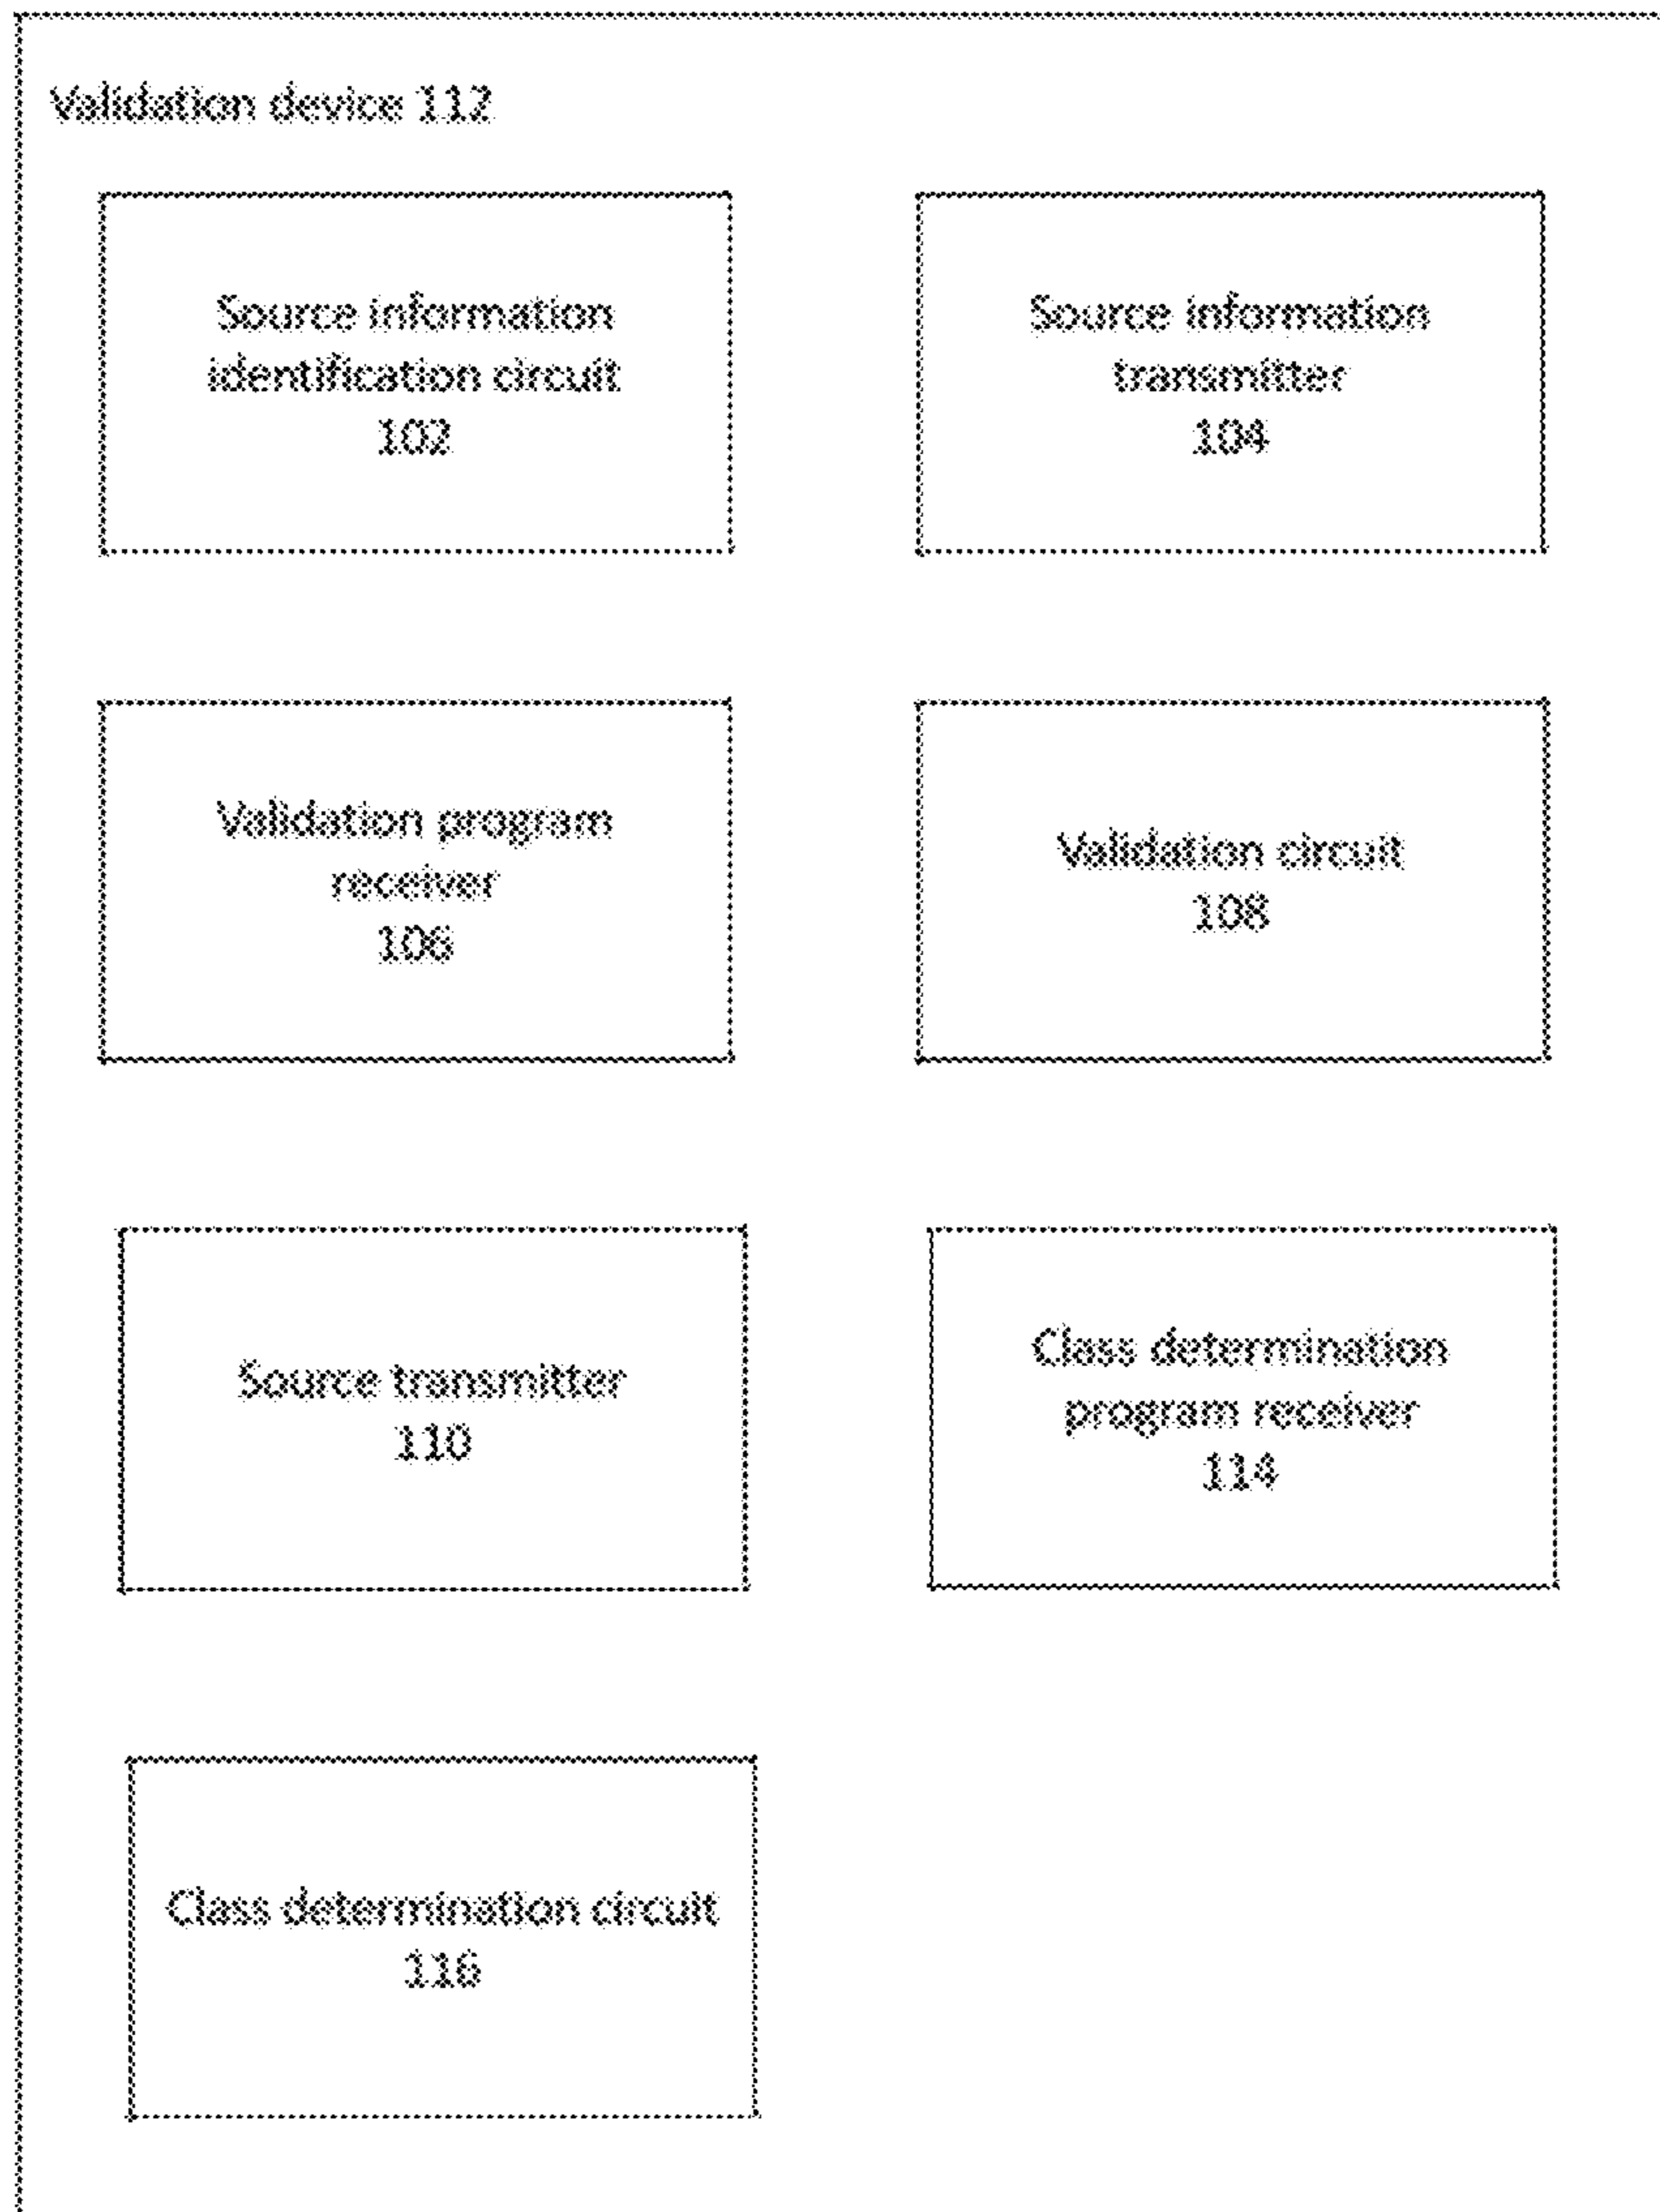 Validation device 112
Source information
identification circuit
102
Source information
transmitter
104
Validation program
receiver
106
Validation circuit
108
Source transmitter
110
Class determination
program receiver
114
Class determination circuit
116